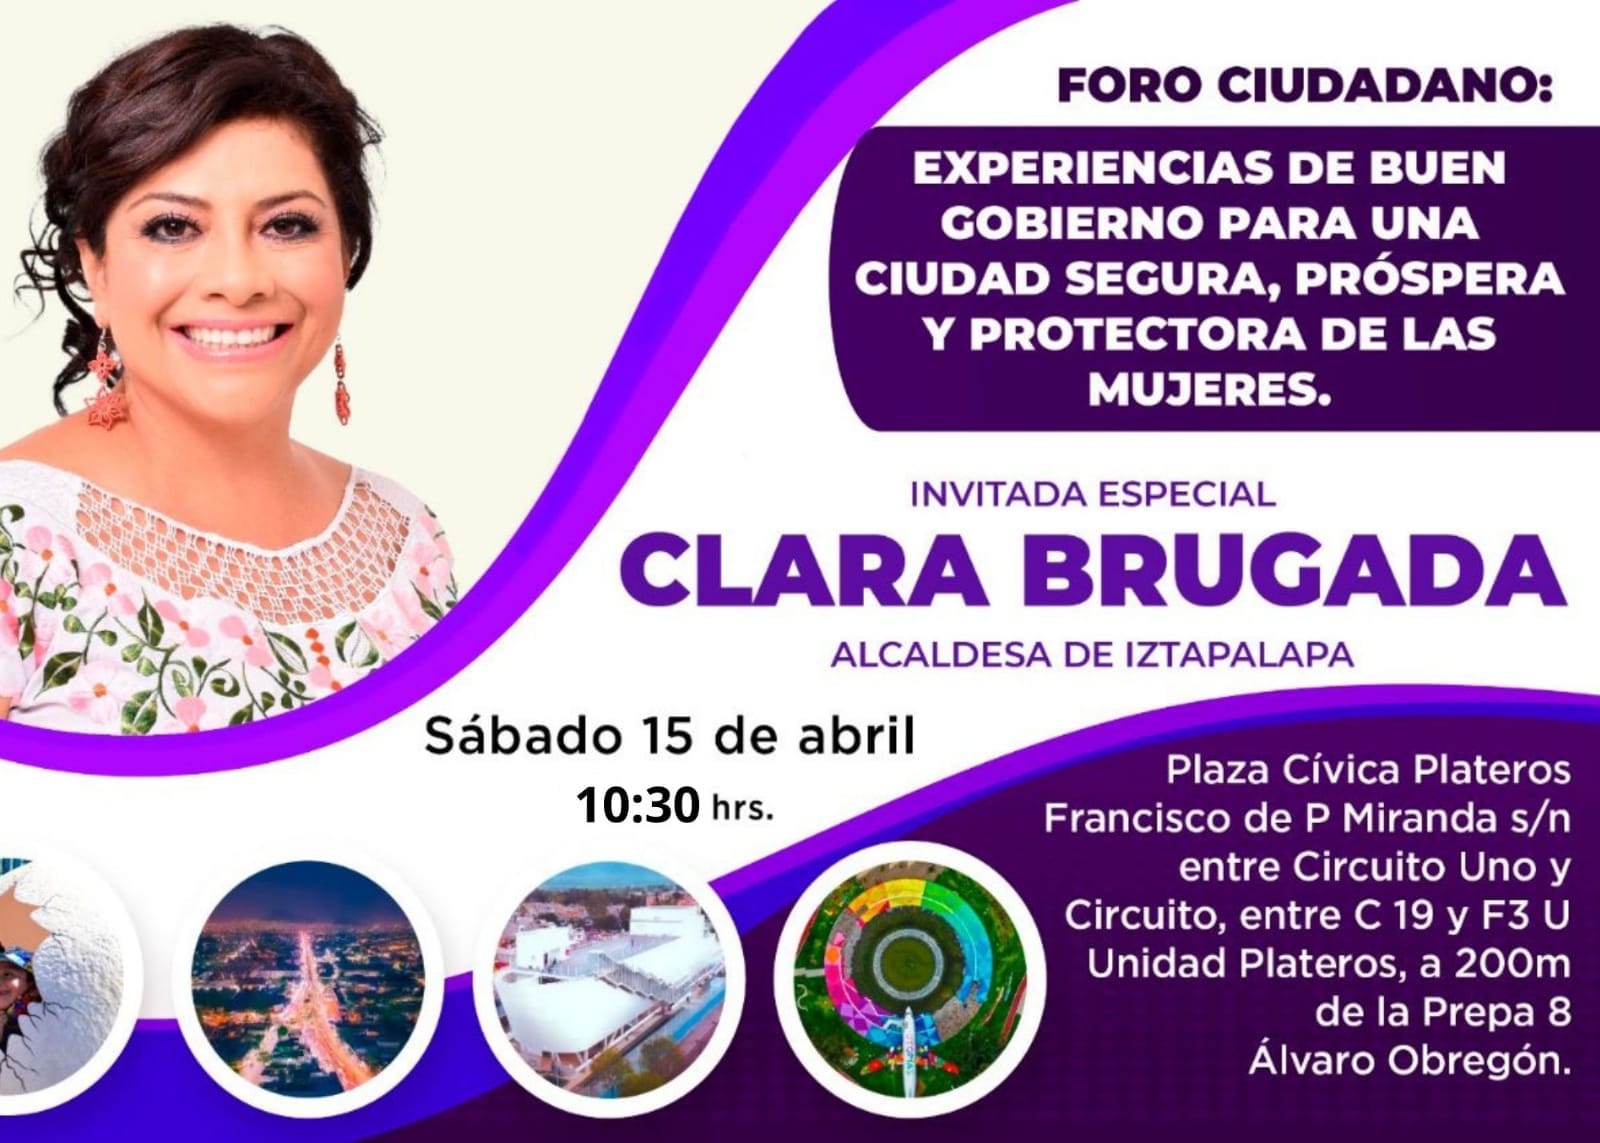 FORO CIUDADANO:
EXPERIENCIAS DE BUEN
GOBIERNO PARA UNA
CIUDAD SEGURA, PRÓSPERA
Y PROTECTORA DE LAS
MUJERES.
INVITADA ESPECIAL
CLARA BRUGADA
ALCALDESA DE IZTAPALAPA
Sábado 15 de abril
10:30 hrs.
Plaza Cívica Plateros
Francisco de P Miranda s/n
entre Circuito Uno y
Circuito, entre C 19 y F3 U
Unidad Plateros, a 200m
de la Prepa 8
Álvaro Obregón.